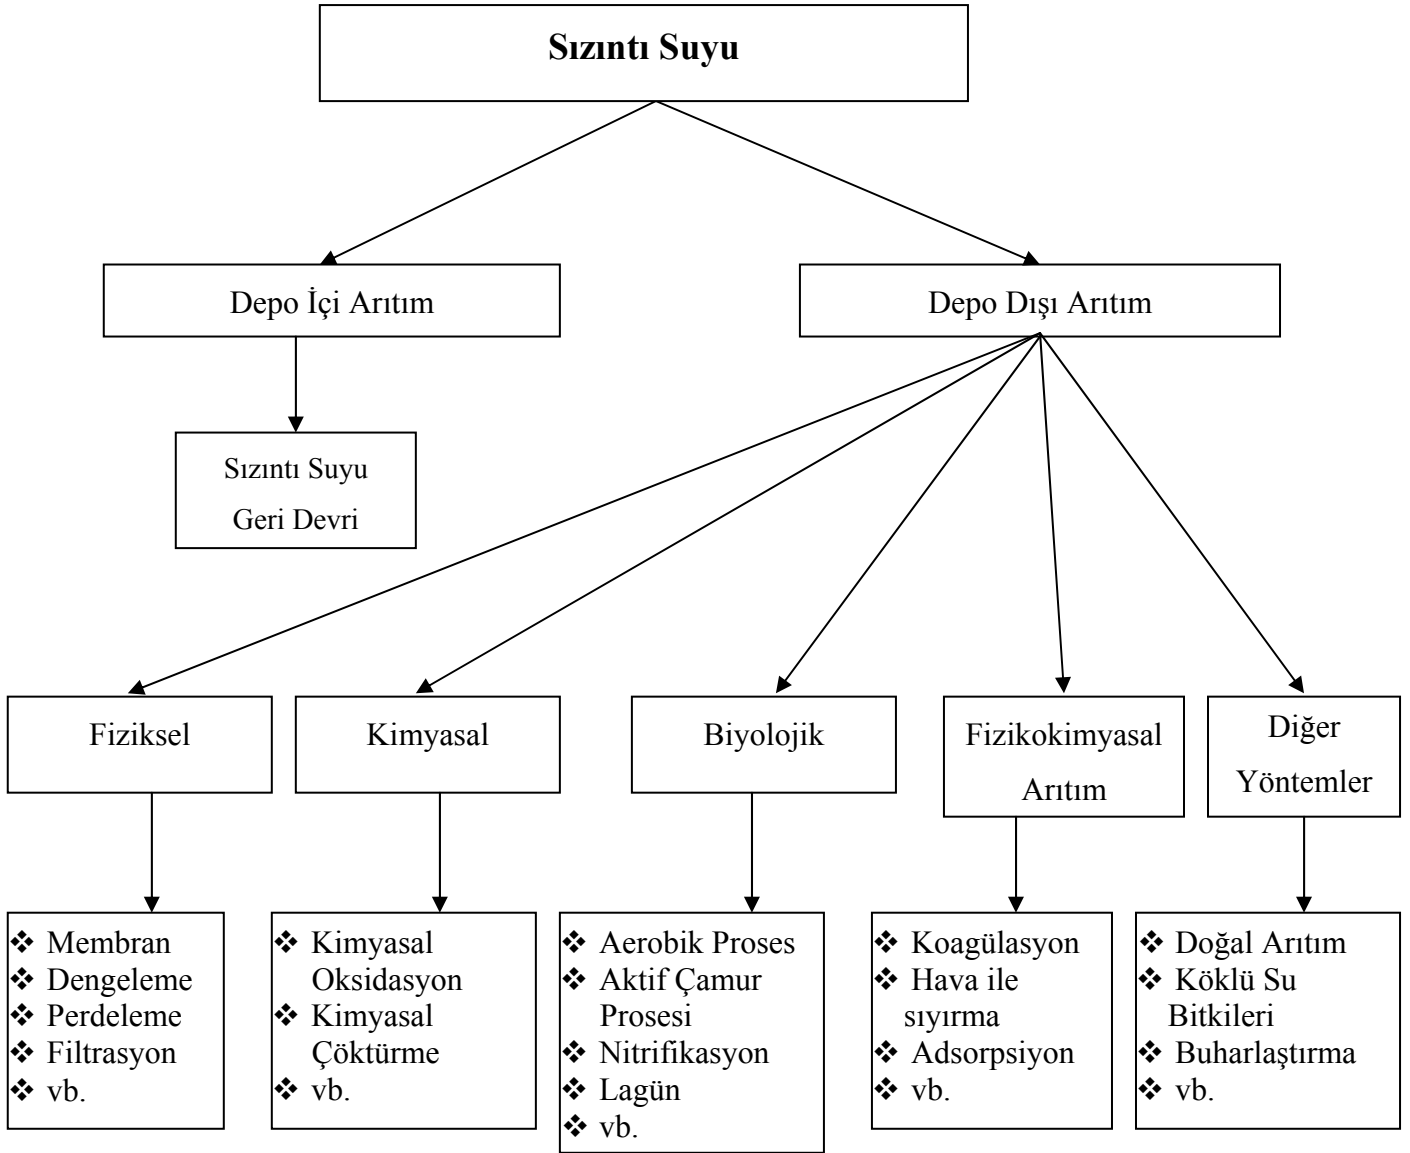 Sızıntı Suyu
Depo İçi Arıtım
Depo Dışı Arıtım
Sızıntı Suyu
Geri Devri
Fiziksel
Kimyasal
Biyolojik
Fizikokimyasal
Arıtım
Diğer
Yöntemler
❖ Membran
❖ Dengeleme
❖ Perdeleme
❖ Filtrasyon
❖ vb.
❖ Kimyasal
Oksidasyon
❖ Kimyasal
Çöktürme
❖ vb.
❖ Aerobik Proses
❖ Aktif Çamur
Prosesi
❖ Nitrifikasyon
❖ Lagün
❖ vb.
❖ Koagülasyon
❖ Hava ile
sıyırma
❖ Adsorpsiyon
❖ vb.
❖ Doğal Arıtım
❖ Köklü Su
Bitkileri
❖ Buharlaştırma
❖ vb.